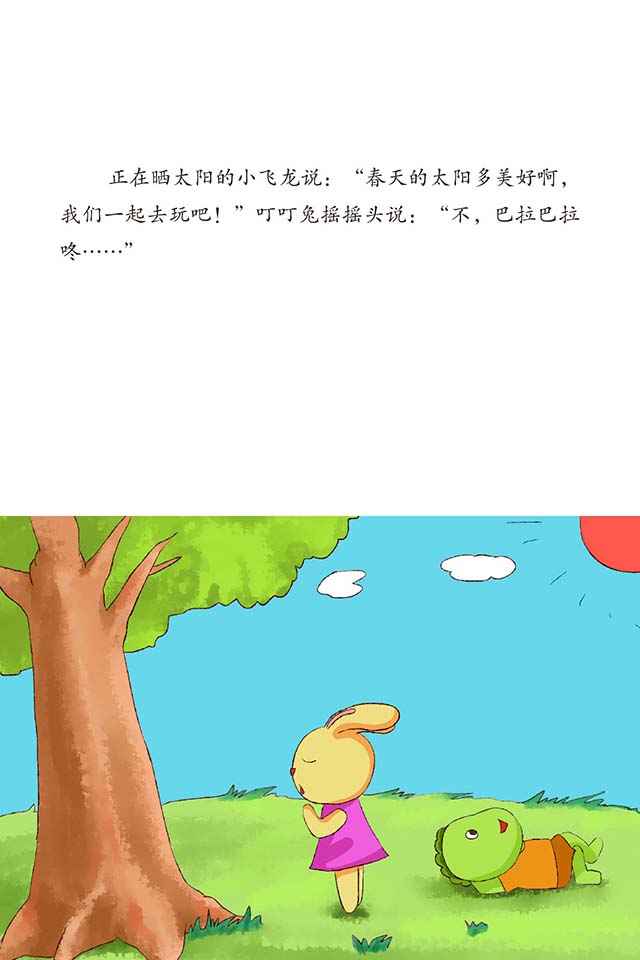 正在晒太阳的小飞龙说：“春天的太阳多美好啊，
我们一起去玩吧！”叮叮兔摇摇头说：“不，巴拉巴拉
咚……”